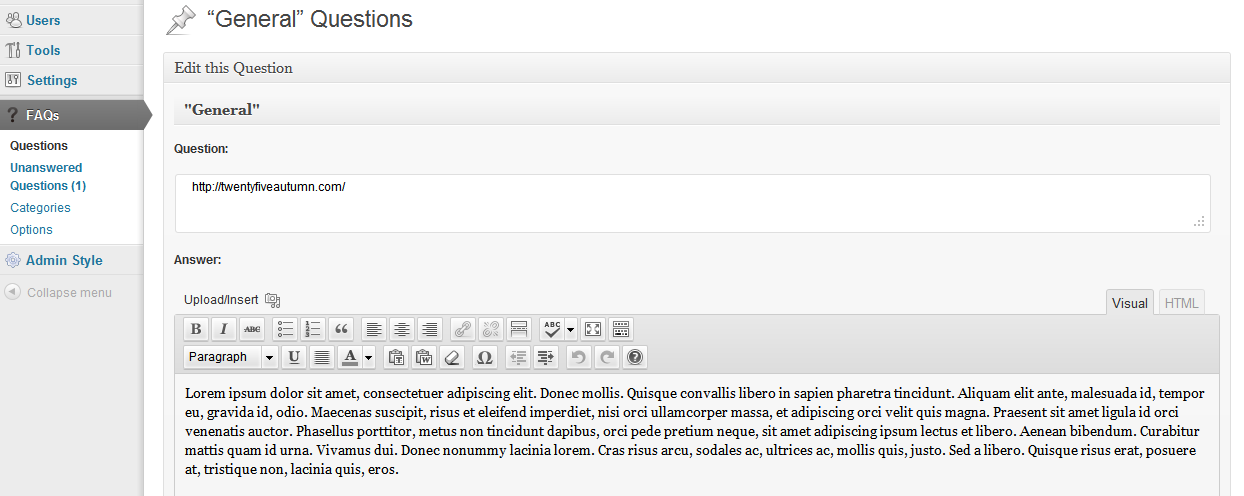 Users
Tools
Settings
FAQs
Questions
Unanswered
Questions (1)
Categories
Options
Admin Style
Collapse menu
“General” Questions
Edit this Question
"General"
Question:
http://twentyfiveautumn.com/
Answer:
Upload/Insert
Visual HTML
B I ABC ABC
Paragraph U A T W Ω ?
Lorem ipsum dolor sit amet, consectetuer adipiscing elit. Donec mollis. Quisque convallis libero in sapien pharetra tincidunt. Aliquam elit ante, malesuada id, tempor
eu, gravida id, odio. Maecenas suscipit, risus et eleifend imperdiet, nisi orci ullamcorper massa, et adipiscing orci velit quis magna. Praesent sit amet ligula id orci
venenatis auctor. Phasellus porttitor, metus non tincidunt dapibus, orci pede pretium neque, sit amet adipiscing ipsum lectus et libero. Aenean bibendum. Curabitur
mattis quam id urna. Vivamus dui. Donec nonummy lacinia lorem. Cras risus arcu, sodales ac, ultrices ac, mollis quis, justo. Sed a libero. Quisque risus erat, posuere
at, tristique non, lacinia quis, eros.